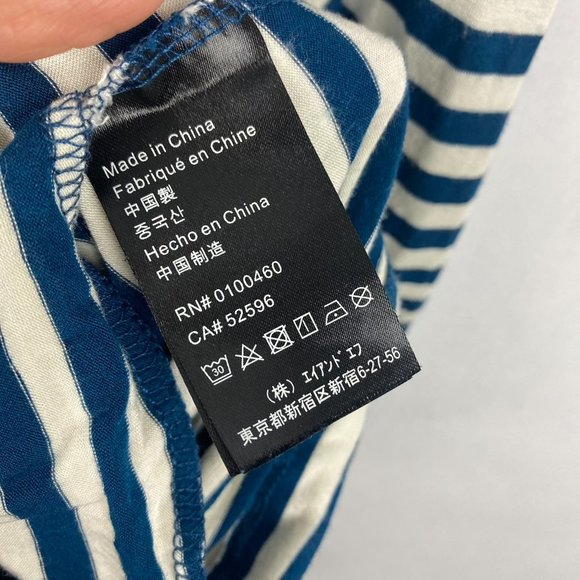 Made in China
Fabriqué en Chine
中国製
중국산
Hecho en China
中国制造
RN# 0100460
CA# 52596
30
(株) エイアンド エフ
東京都新宿区新宿6-27-56